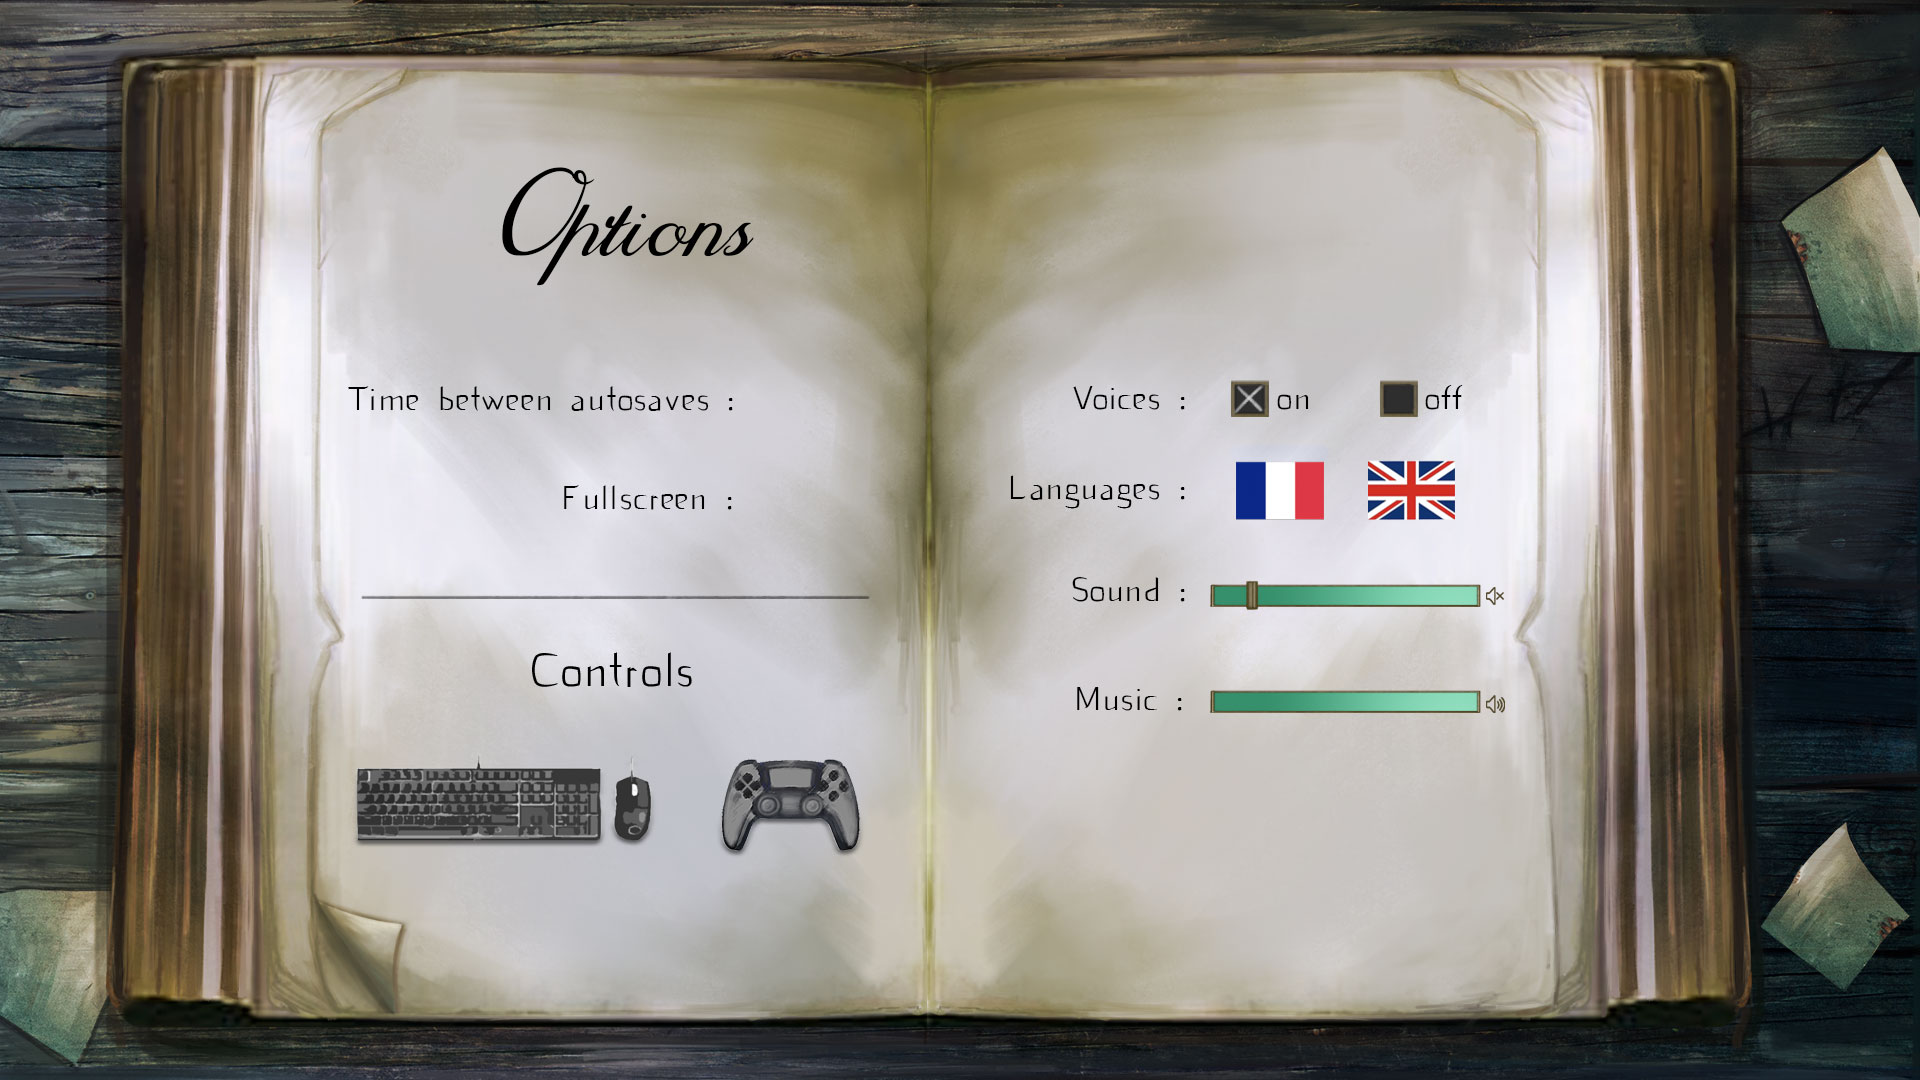 Options
Time between autosaves :
Fullscreen :
Controls
Voices : on off
Languages :
Sound :
Music :